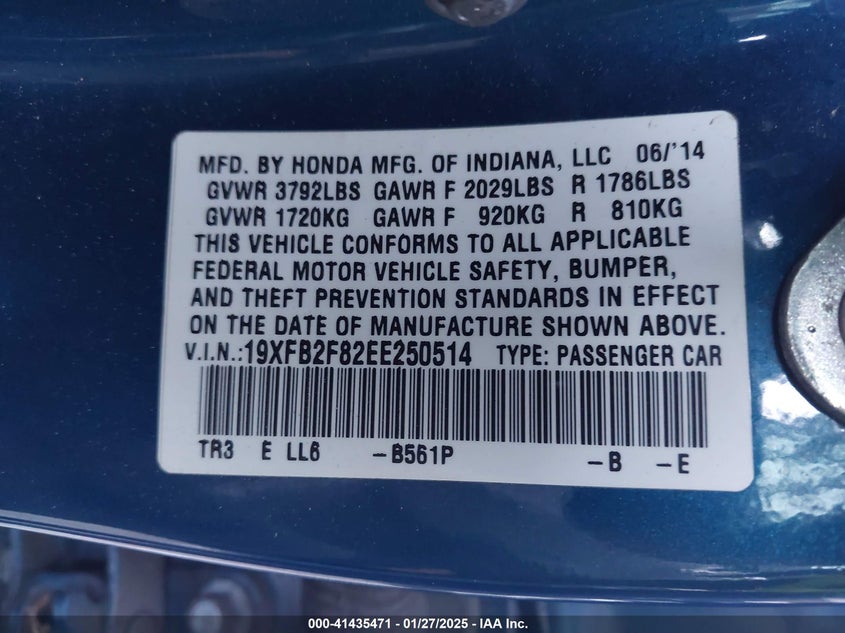 MFD. BY HONDA MFG. OF INDIANA, LLC 06/'14
GVWR 3792LBS GAWR F 2029LBS R 1786LBS
GVWR 1720KG GAWR F 920KG R 810KG
THIS VEHICLE CONFORMS TO ALL APPLICABLE
FEDERAL MOTOR VEHICLE SAFETY, BUMPER,
AND THEFT PREVENTION STANDARDS IN EFFECT
ON THE DATE OF MANUFACTURE SHOWN ABOVE.
V.I.N.:19XFB2F82EE250514 TYPE: PASSENGER CAR
TR3 E LL6 -B561P -B -E
000-41435471 | 01/27/2025 - IAA Inc.